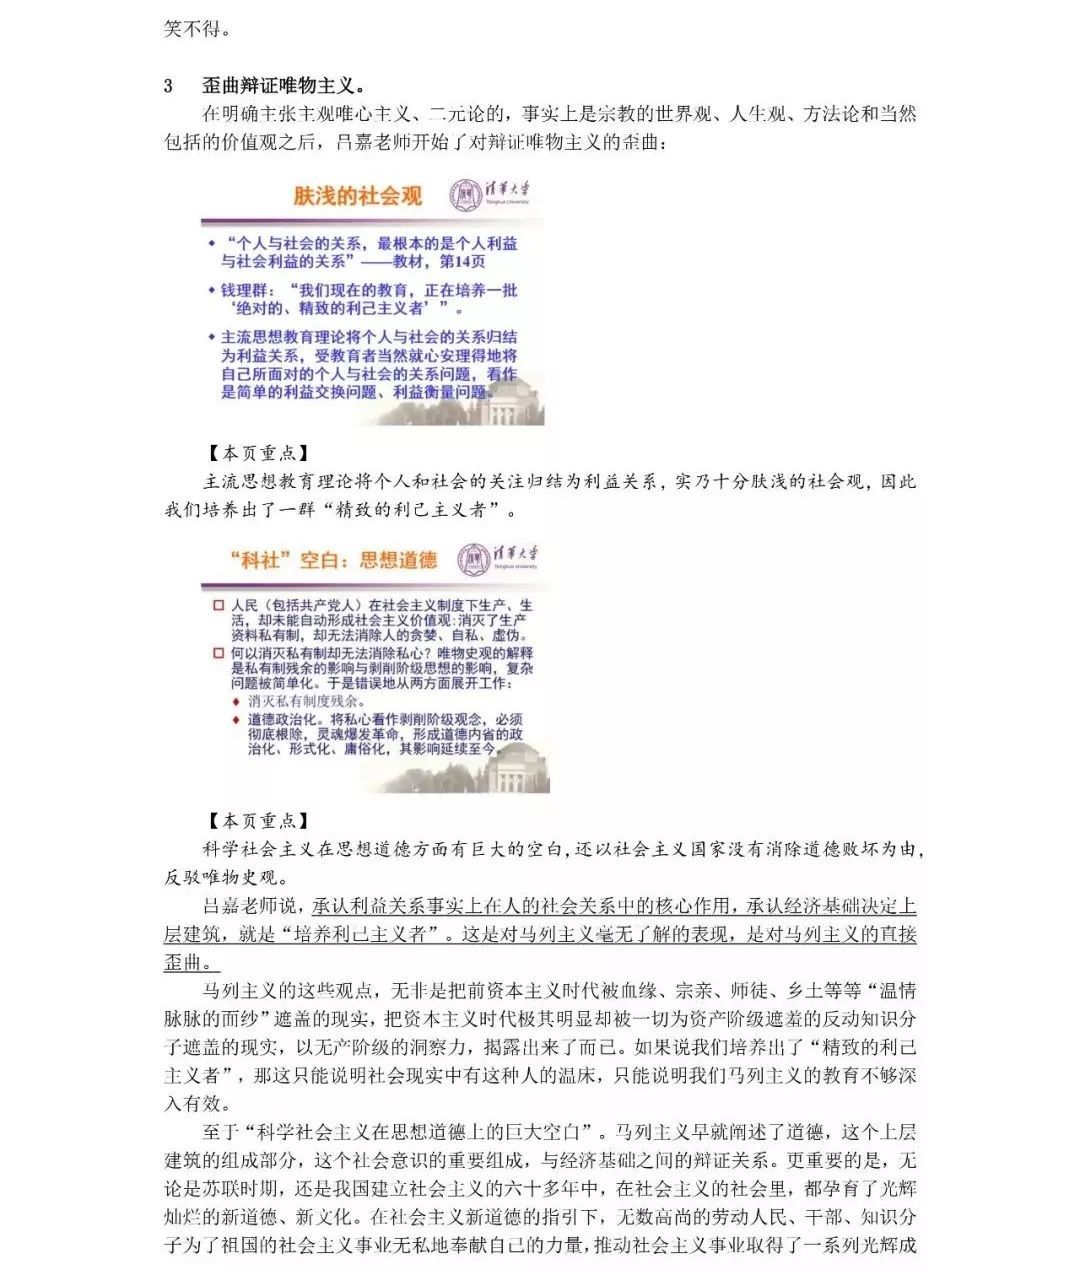 笑不得。
3 歪曲辩证唯物主义。
在明确主张主观唯心主义、二元论的，事实上是宗教的世界观、人生观、方法论和当然
包括的价值观之后，吕嘉老师开始了对辩证唯物主义的歪曲：
肤浅的社会观
清华大学
Tsinghua University
“个人与社会的关系，最根本的是个人利益
与社会利益的关系”——教材，第14页
钱理群：“我们现在的教育，正在培养一批
‘绝对的、精致的利己主义者’”。
主流思想教育理论将个人与社会的关系归结
为利益关系，受教育者当然就心安理得地将
自己所面对的个人与社会的关系问题，看作
是简单的利益交换问题、利益衡量问题。
【本页重点】
主流思想教育理论将个人和社会的关注归结为利益关系，实乃十分肤浅的社会观，因此
我们培养出了一群“精致的利己主义者”。
“科社”空白：思想道德
清华大学
Tsinghua University
人民（包括共产党人）在社会主义制度下生产、生
活，却未能自动形成社会主义价值观:消灭了生产
资料私有制，却无法消除人的贪婪、自私、虚伪。
何以消灭私有制却无法消除私心？唯物史观的解释
是私有制残余的影响与剥削阶级思想的影响，复杂
问题被简单化。于是错误地从两方面展开工作：
消灭私有制度残余。
道德政治化。将私心看作剥削阶级观念，必须
彻底根除，灵魂爆发革命，形成道德内省的政
治化、形式化、庸俗化，其影响延续至今。
【本页重点】
科学社会主义在思想道德方面有巨大的空白,还以社会主义国家没有消除道德败坏为由，
反驳唯物史观。
吕嘉老师说，承认利益关系事实上在人的社会关系中的核心作用，承认经济基础决定上
层建筑，就是“培养利己主义者”。这是对马列主义毫无了解的表现，是对马列主义的直接
歪曲。
马列主义的这些观点，无非是把前资本主义时代被血缘、宗亲、师徒、乡土等等“温情
脉脉的面纱”遮盖的现实，把资本主义时代极其明显却被一切为资产阶级遮羞的反动知识分
子遮盖的现实，以无产阶级的洞察力，揭露出来了而已。如果说我们培养出了“精致的利己
主义者”，那这只能说明社会现实中有这种人的温床，只能说明我们马列主义的教育不够深
入有效。
至于“科学社会主义在思想道德上的巨大空白”。马列主义早就阐述了道德，这个上层
建筑的组成部分，这个社会意识的重要组成，与经济基础之间的辩证关系。更重要的是，无
论是苏联时期，还是我国建立社会主义的六十多年中，在社会主义的社会里，都孕育了光辉
灿烂的新道德、新文化。在社会主义新道德的指引下，无数高尚的劳动人民、干部、知识分
子为了祖国的社会主义事业无私地奉献自己的力量，推动社会主义事业取得了一系列光辉成